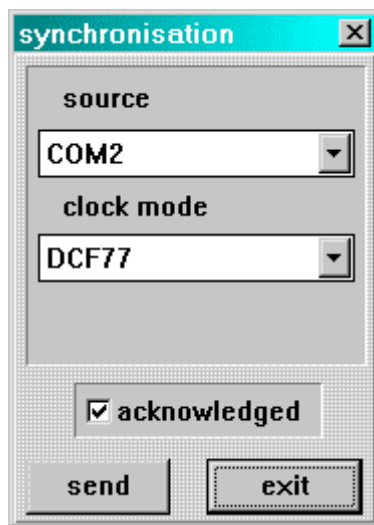 synchronisation
source
COM2
clock mode
DCF77
acknowledged
send exit